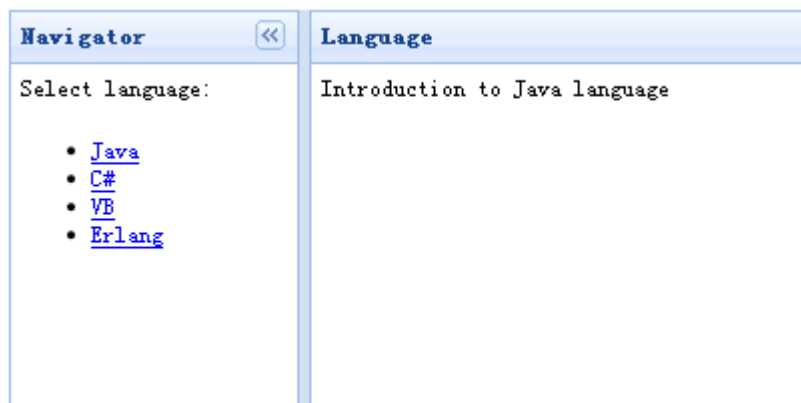 Navigator
Select language:
Java
C#
VB
Erlang
Language
Introduction to Java language